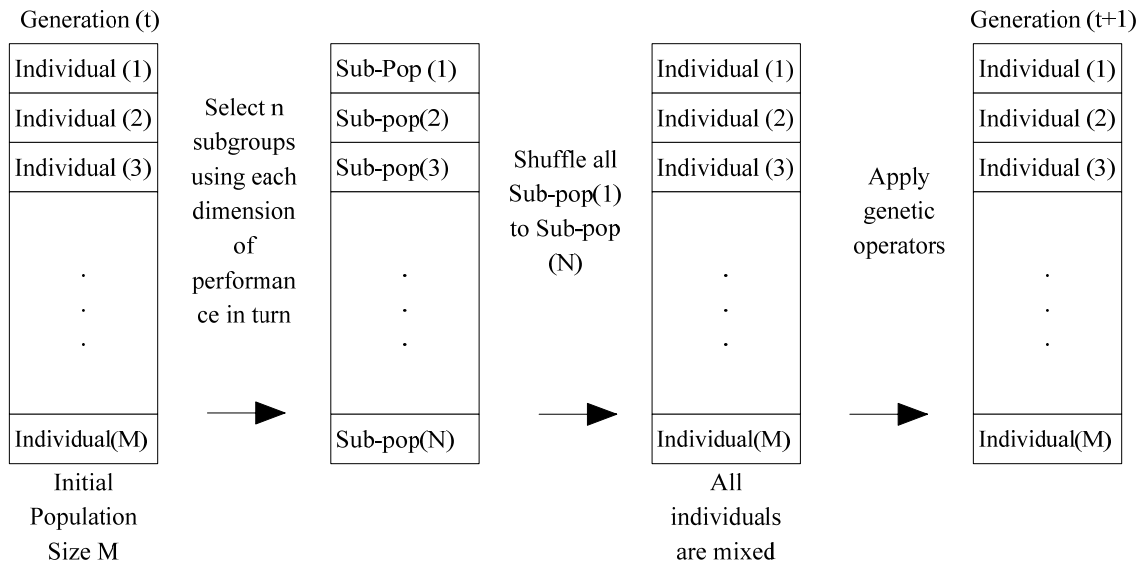 Generation (t)
Individual (1)
Individual (2)
Individual (3)
.
.
.
Individual(M)
Initial
Population
Size M
Select n
subgroups
using each
dimension
of
performan
ce in turn
Sub-Pop (1)
Sub-pop(2)
Sub-pop(3)
.
.
.
Sub-pop(N)
Shuffle all
Sub-pop(1)
to Sub-pop
(N)
Individual (1)
Individual (2)
Individual (3)
.
.
.
Individual(M)
All
individuals
are mixed
Apply
genetic
operators
Generation (t+1)
Individual (1)
Individual (2)
Individual (3)
.
.
.
Individual(M)